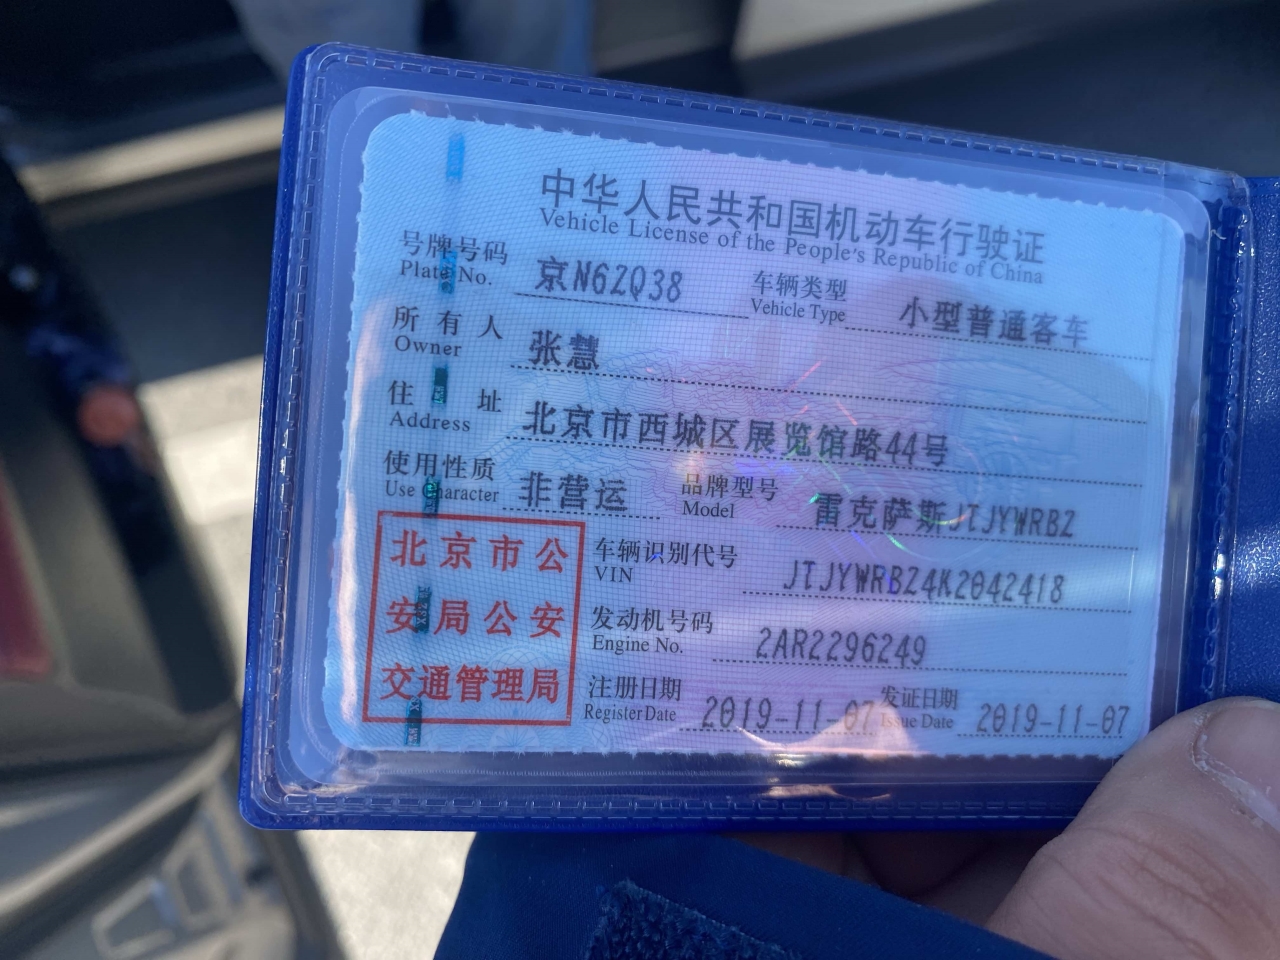 中华人民共和国机动车行驶证
Vehicle License of the People's Republic of China
号牌号码 京N62Q38 车辆类型 小型普通客车
Plate No. Vehicle Type
所有人 张慧
Owner
住址 北京市西城区展览馆路44号
Address
使用性质 非营运 品牌型号 雷克萨斯JTJYWRBZ
Use Character Model
北京市公
安局公安
交通管理局
车辆识别代号 JTJYWRBZ4K2042418
VIN
发动机号码 2AR2296249
Engine No.
注册日期 2019-11-07 发证日期 2019-11-07
Register Date Issue Date